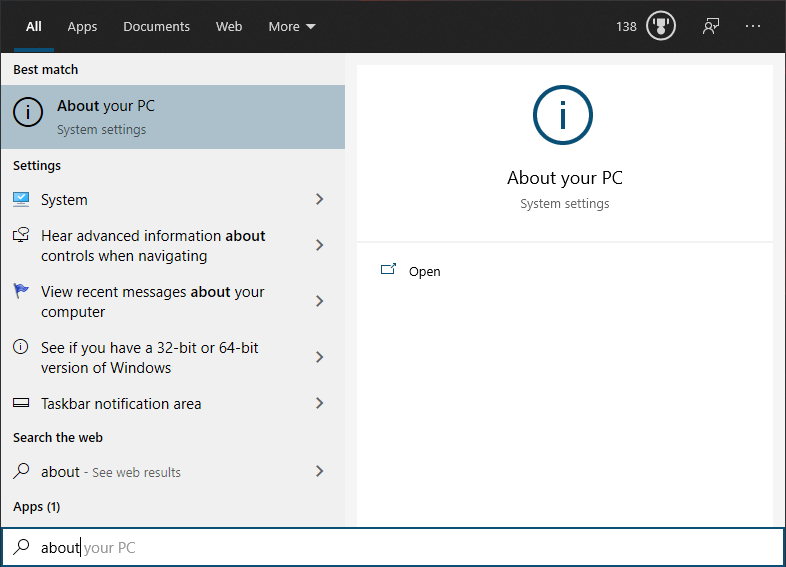 All Apps Documents Web More 138 ...
Best match
About your PC
System settings
Settings
System
Hear advanced information about
controls when navigating
View recent messages about your
computer
See if you have a 32-bit or 64-bit
version of Windows
Taskbar notification area
Search the web
about - See web results
Apps (1)
about your PC
About your PC
System settings
Open